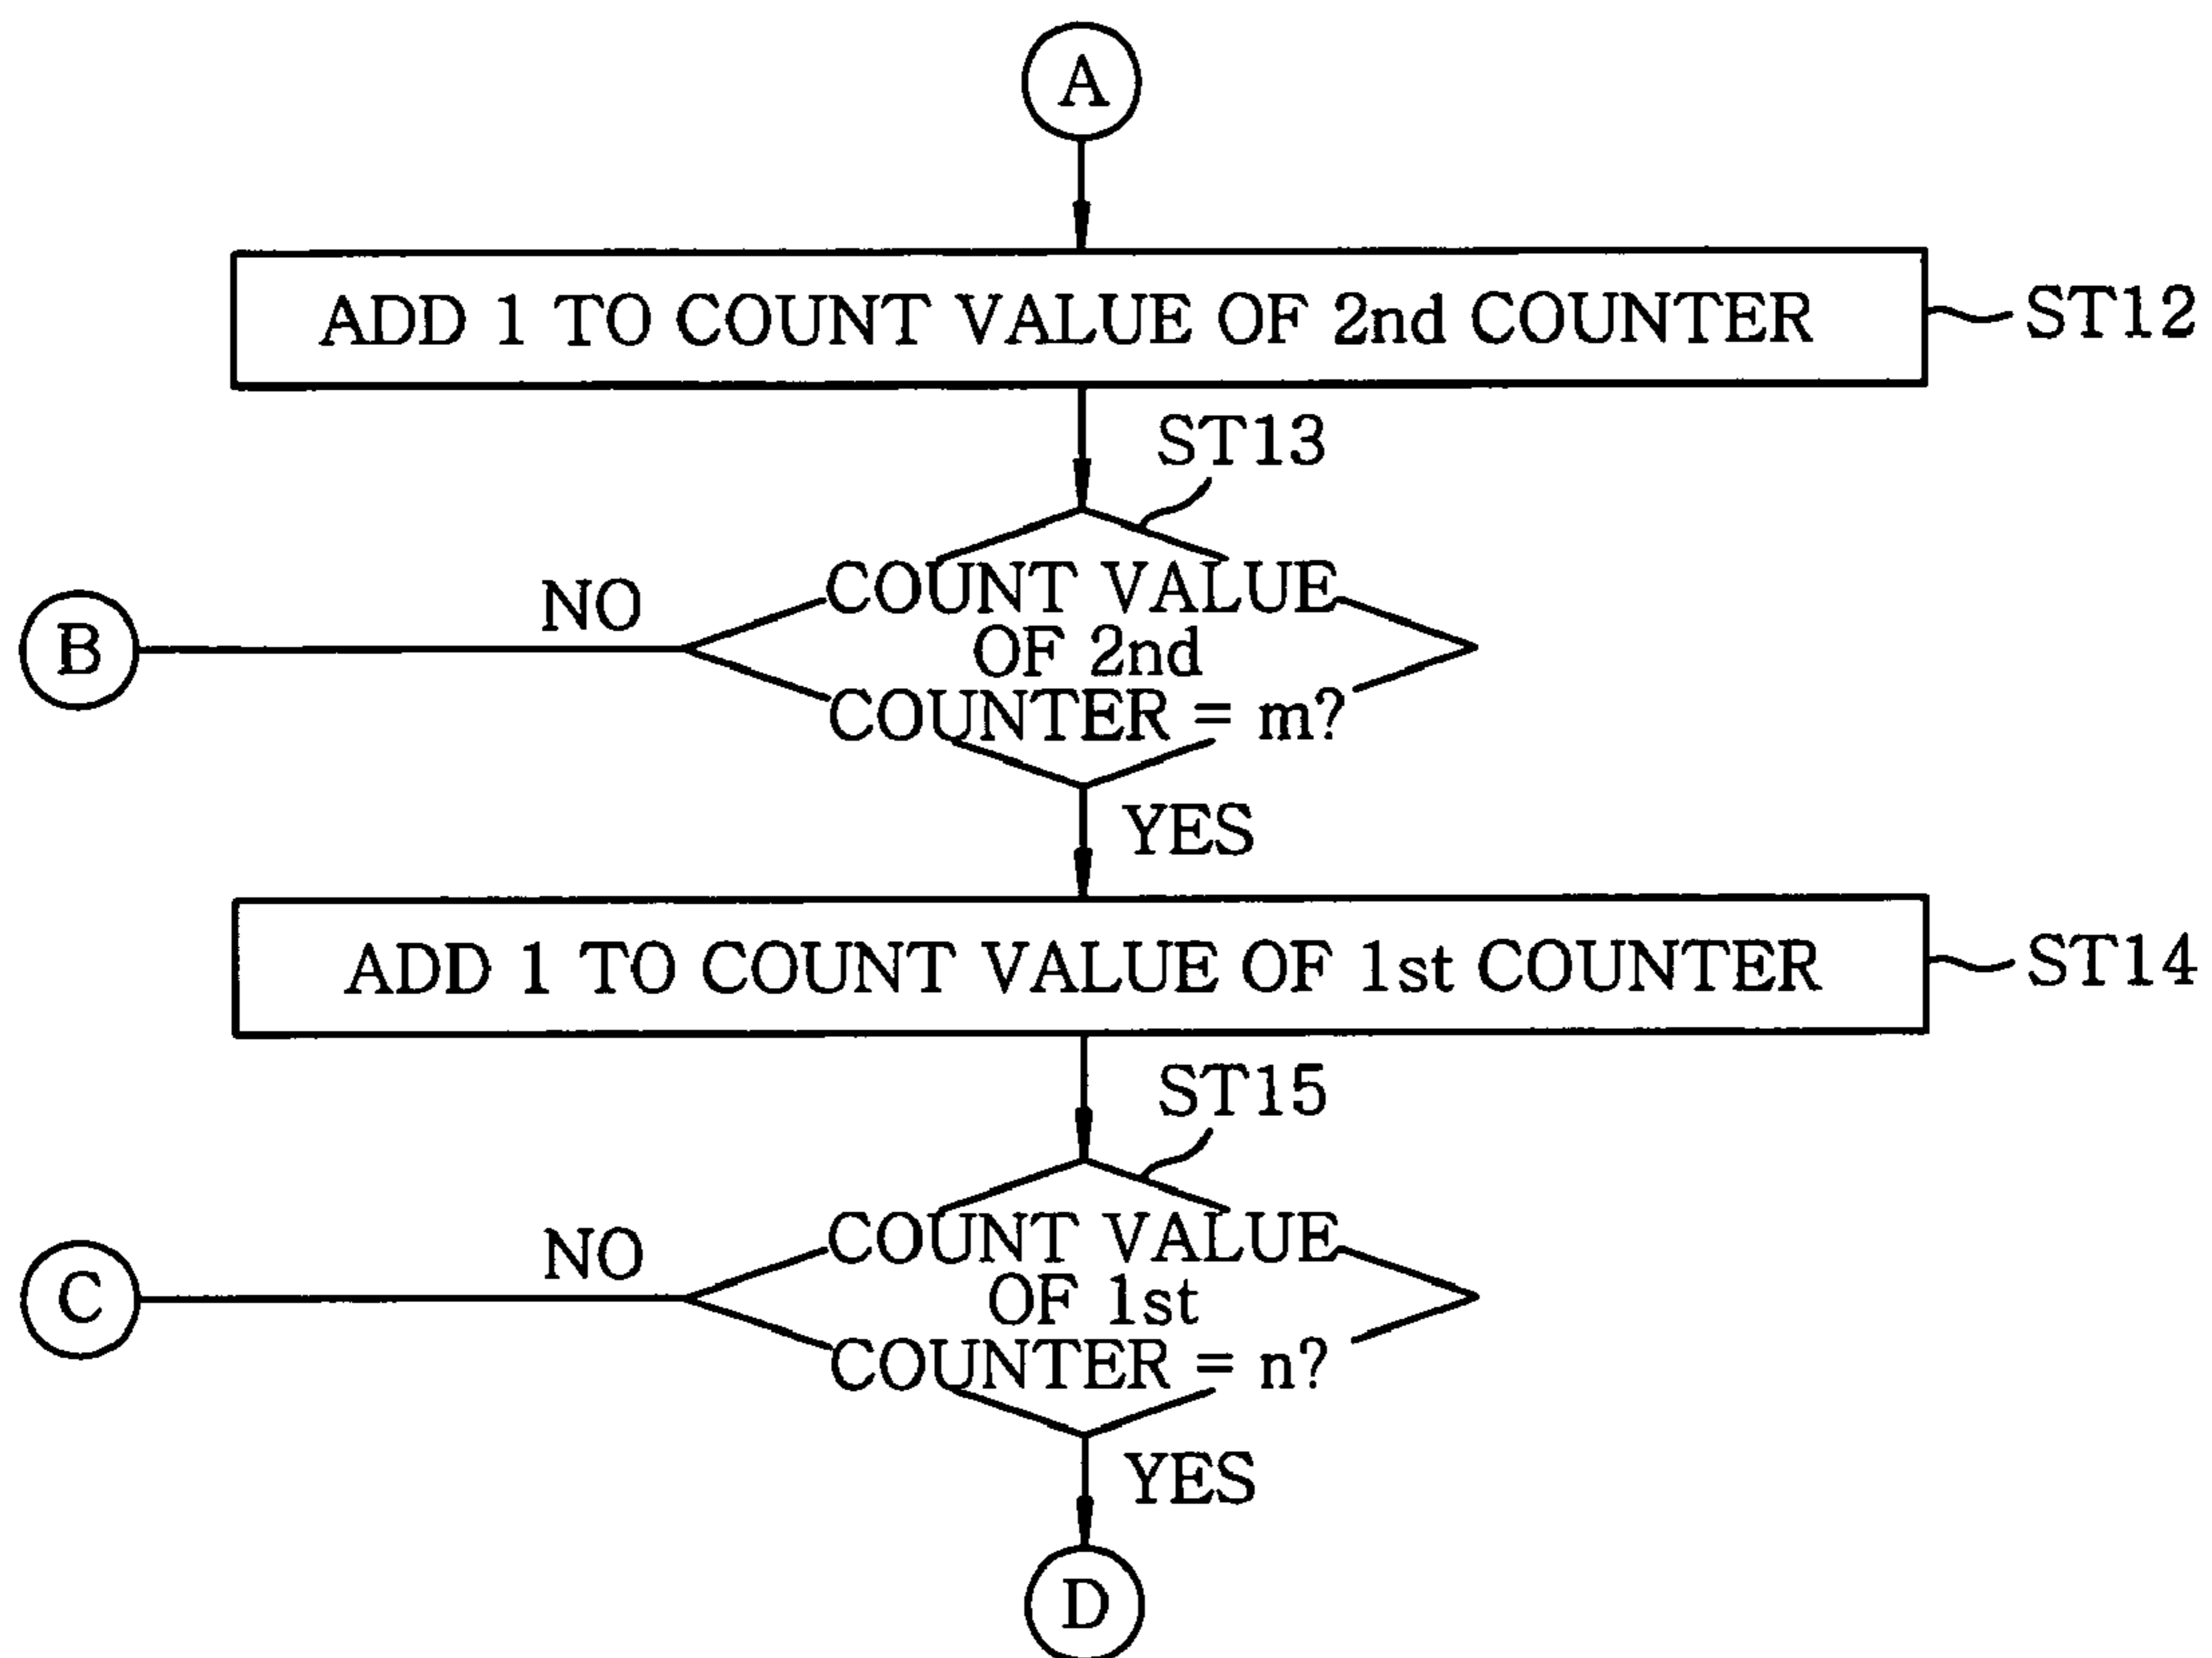 A
ADD 1 TO COUNT VALUE OF 2nd COUNTER
ST12
ST13
COUNT VALUE
OF 2nd
COUNTER = m?
NO
B
YES
ADD 1 TO COUNT VALUE OF 1st COUNTER
ST14
ST15
COUNT VALUE
OF 1st
COUNTER = n?
NO
C
YES
D